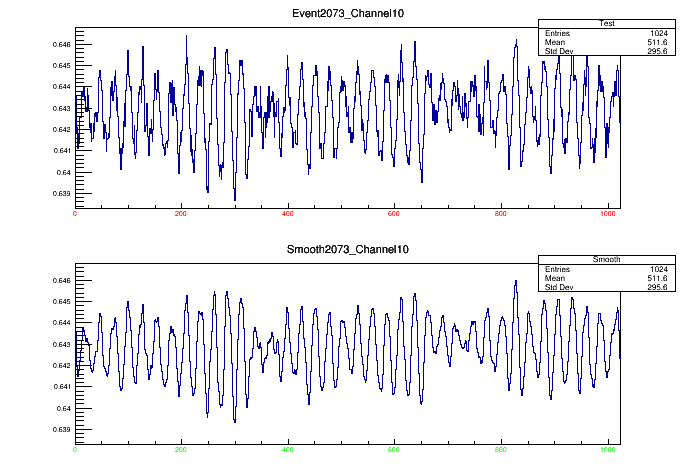 Event2073_Channel10
Test
Entries 1024
Mean 511.6
Std Dev 295.6
0.646
0.645
0.644
0.643
0.642
0.641
0.64
0.639
0 200 400 600 800 1000
Smooth2073_Channel10
Smooth
Entries 1024
Mean 511.6
Std Dev 295.6
0.646
0.645
0.644
0.643
0.642
0.641
0.64
0.639
0 200 400 600 800 1000